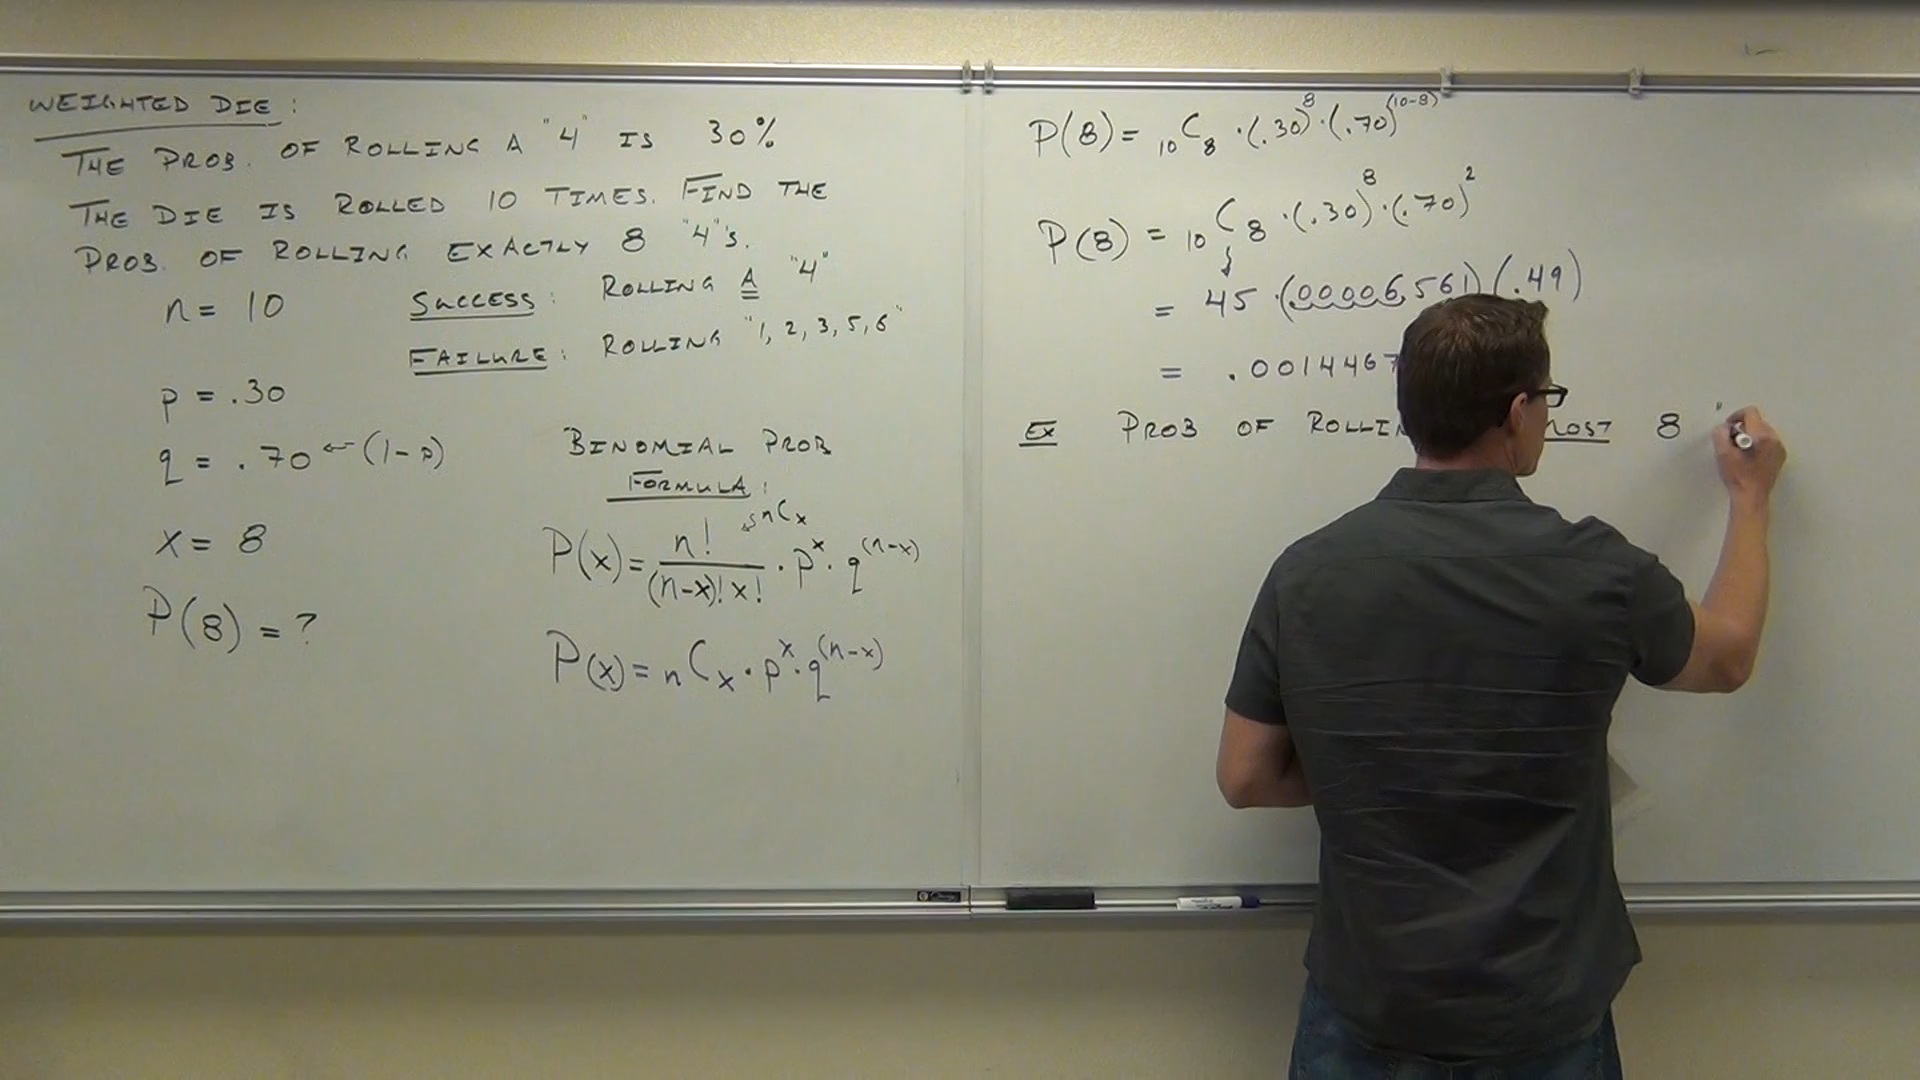 WEIGHTED DIE:
THE PROB. OF ROLLING A "4" IS 30%
THE DIE IS ROLLED 10 TIMES. FIND THE
PROB. OF ROLLING EXACTLY 8 "4"'s.
n = 10
SUCCESS: ROLLING A "4"
FAILURE: ROLLING "1, 2, 3, 5, 6"
p = .30
q = .70 ← (1-p)
x = 8
P(8) = ?
BINOMIAL PROB
FORMULA:
P(x) = n!/(n-x)! x! · p^x · q^(n-x)
nCx
P(x) = nCx · p^x · q^(n-x)
P(8) = 10C8 · (.30)^8 · (.70)^(10-8)
P(8) = 10C8 · (.30)^8 · (.70)^2
= 45 · (.00006561)(.49)
= .0014467
EX PROB OF ROLLIN MOST 8 "